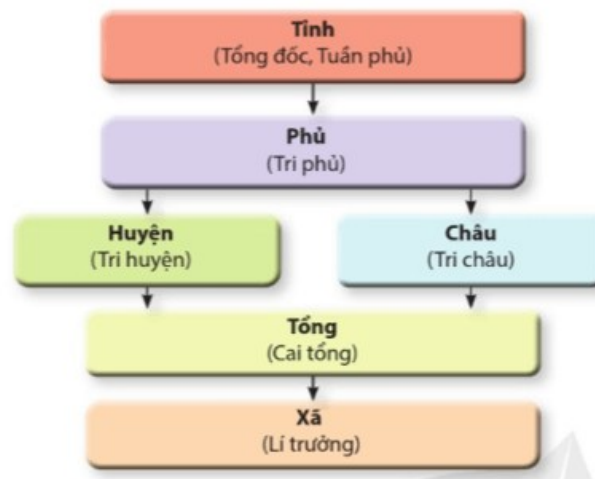 Tỉnh
(Tổng đốc, Tuần phủ)
Phủ
(Tri phủ)
Huyện
(Tri huyện)
Châu
(Tri châu)
Tổng
(Cai tổng)
Xã
(Lí trưởng)